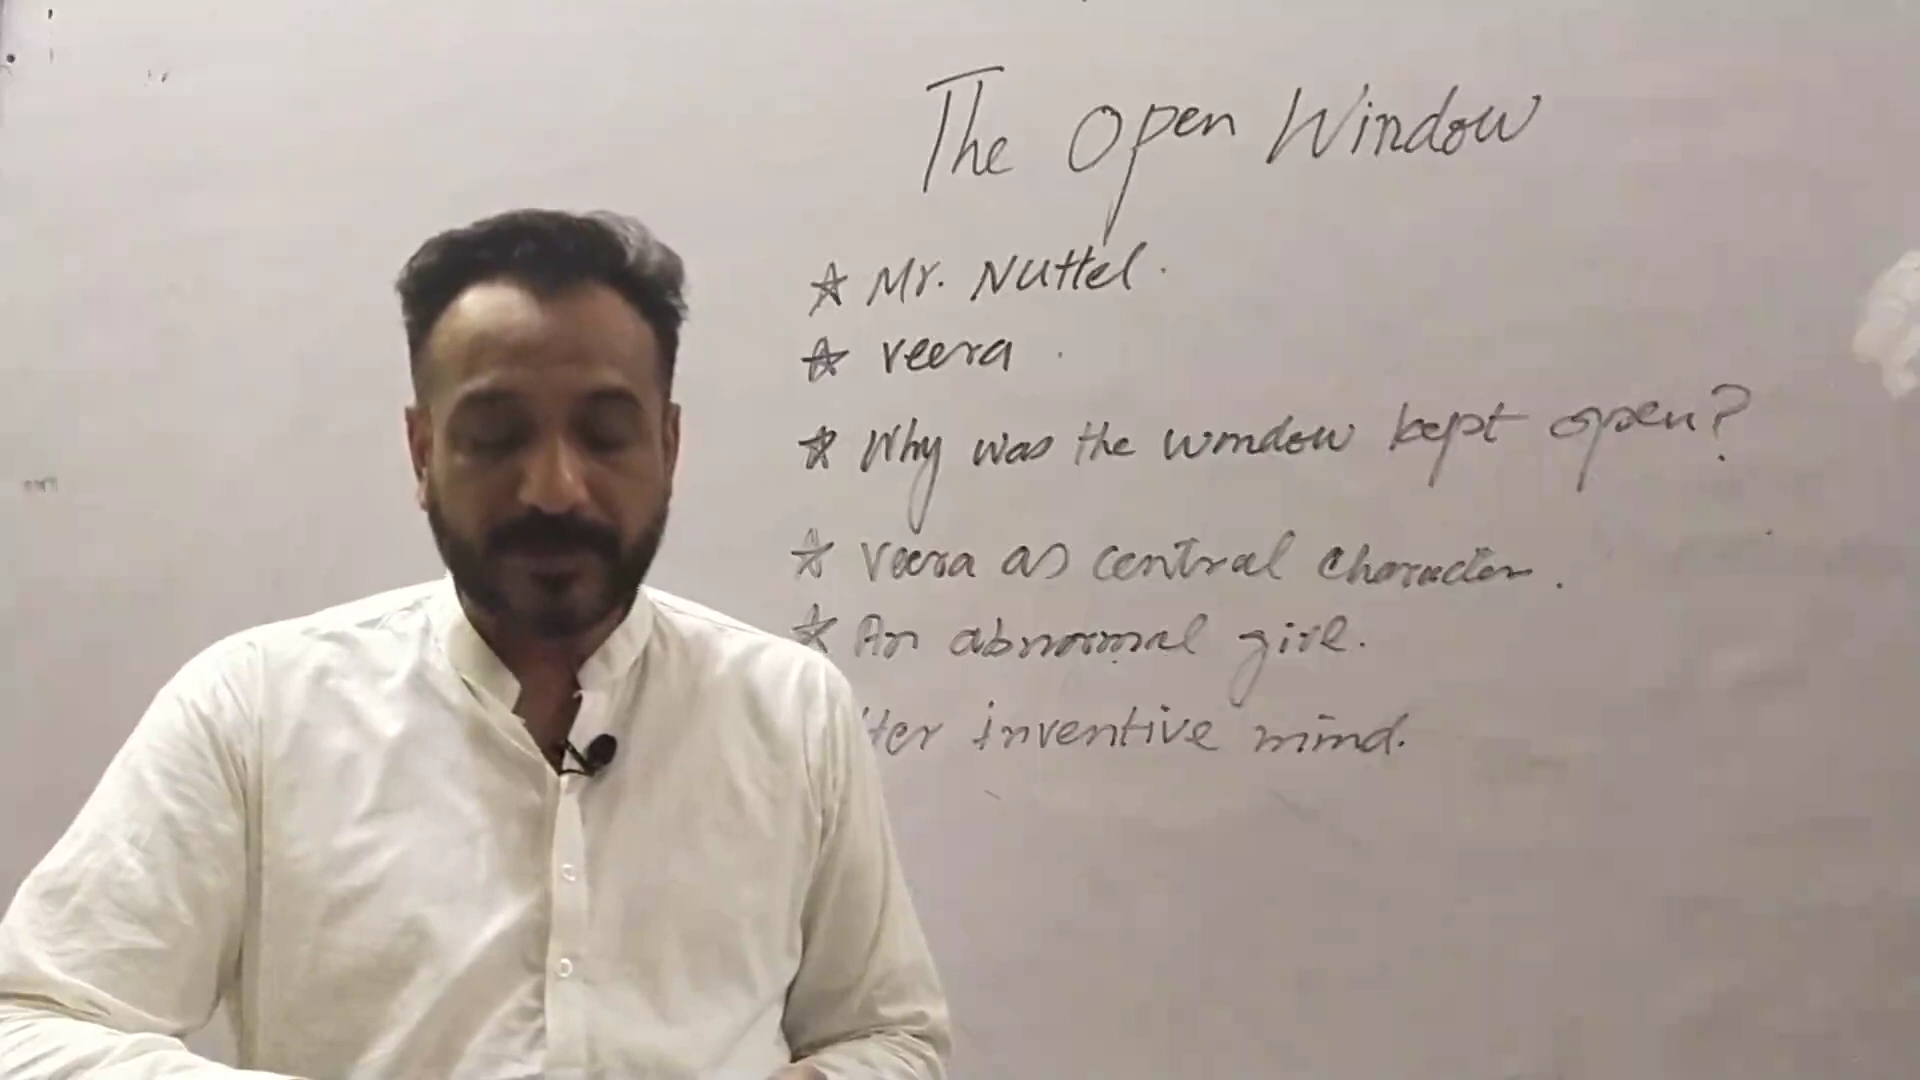 The Open Window
☆ Mr. Nuttel.
☆ Veera.
☆ Why was the window kept open?
☆ Veera as central character.
☆ An abnormal girl.
Her inventive mind.